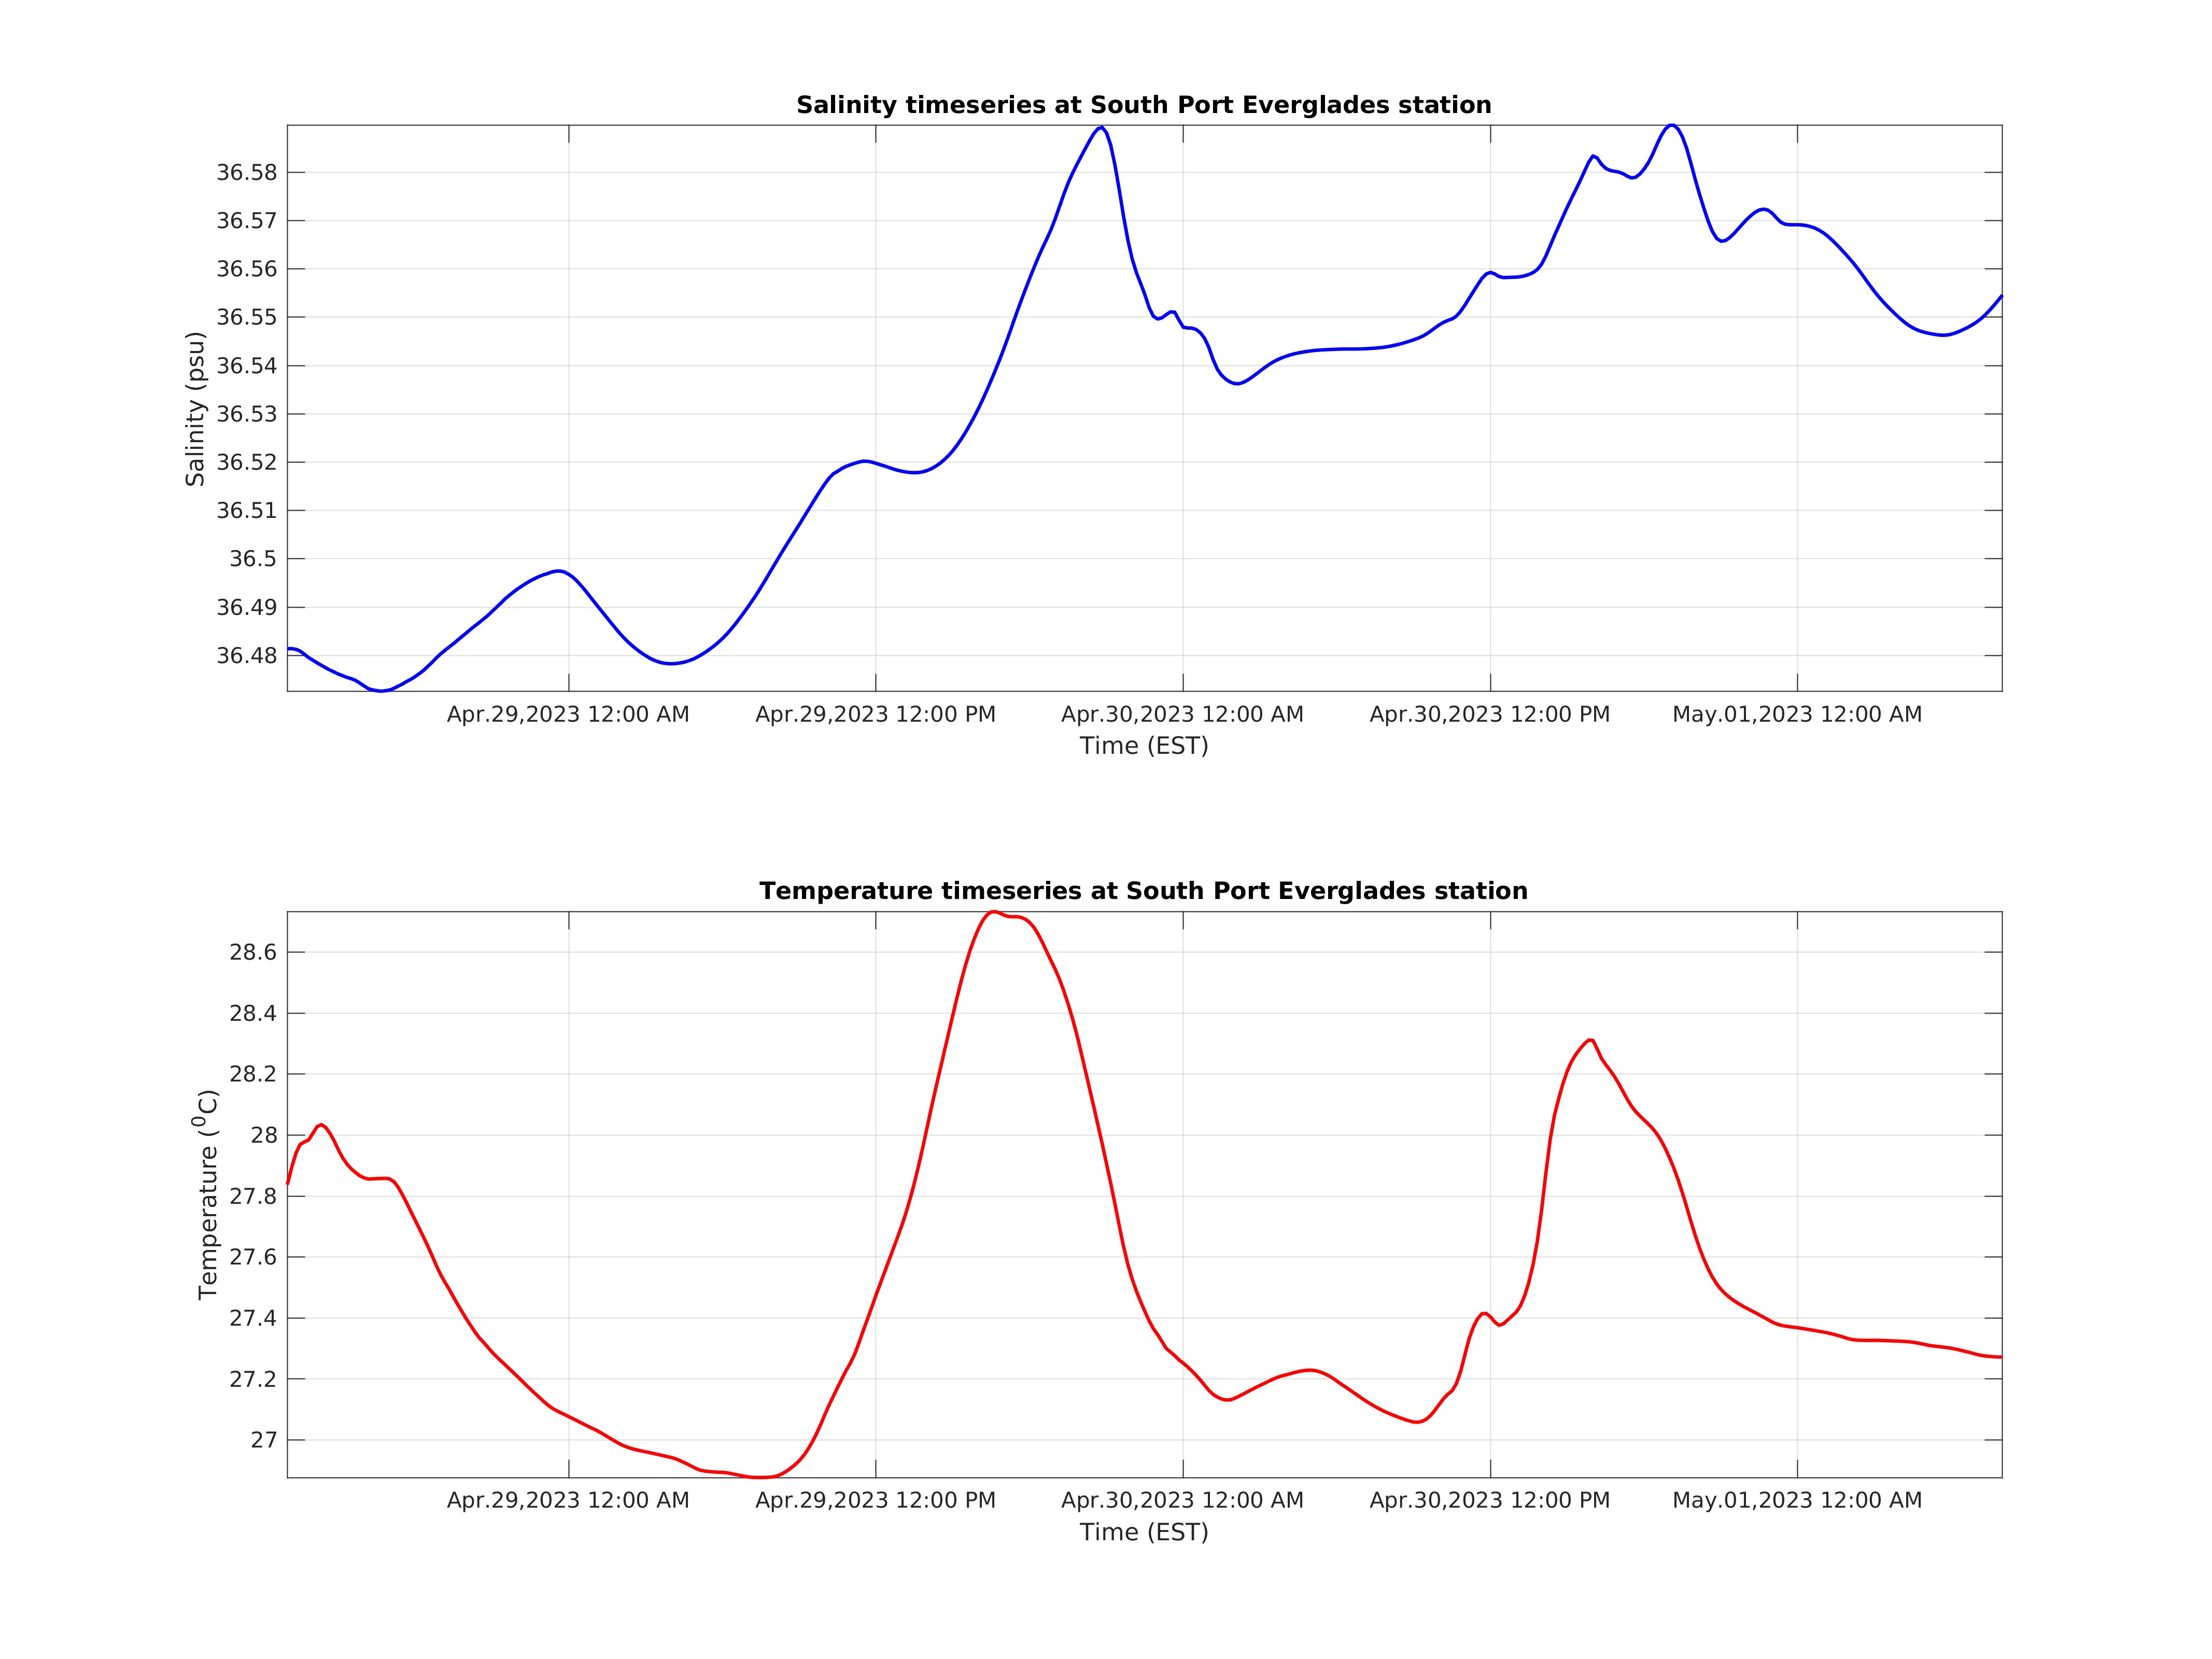 Salinity timeseries at South Port Everglades station
36.58
36.57
36.56
36.55
36.54
36.53
36.52
36.51
36.5
36.49
36.48
Salinity (psu)
Apr.29,2023 12:00 AM
Apr.29,2023 12:00 PM
Apr.30,2023 12:00 AM
Apr.30,2023 12:00 PM
May.01,2023 12:00 AM
Time (EST)
Temperature timeseries at South Port Everglades station
28.6
28.4
28.2
28
27.8
27.6
27.4
27.2
27
Temperature (⁰C)
Apr.29,2023 12:00 AM
Apr.29,2023 12:00 PM
Apr.30,2023 12:00 AM
Apr.30,2023 12:00 PM
May.01,2023 12:00 AM
Time (EST)